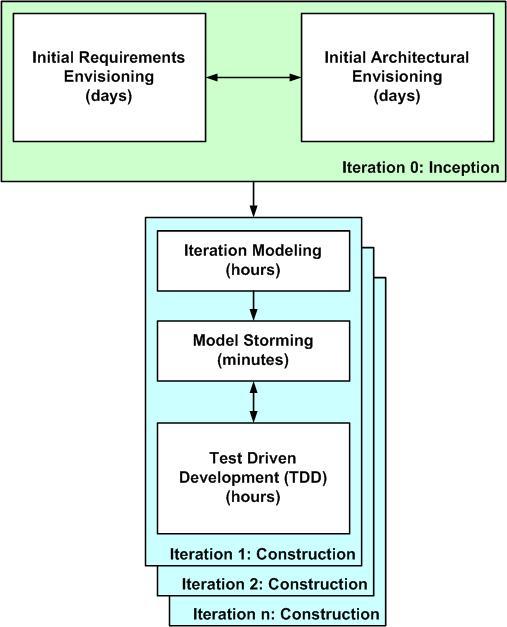 Initial Requirements
Envisioning
(days)
Initial Architectural
Envisioning
(days)
Iteration 0: Inception
Iteration Modeling
(hours)
Model Storming
(minutes)
Test Driven
Development (TDD)
(hours)
Iteration 1: Construction
Iteration 2: Construction
Iteration n: Construction